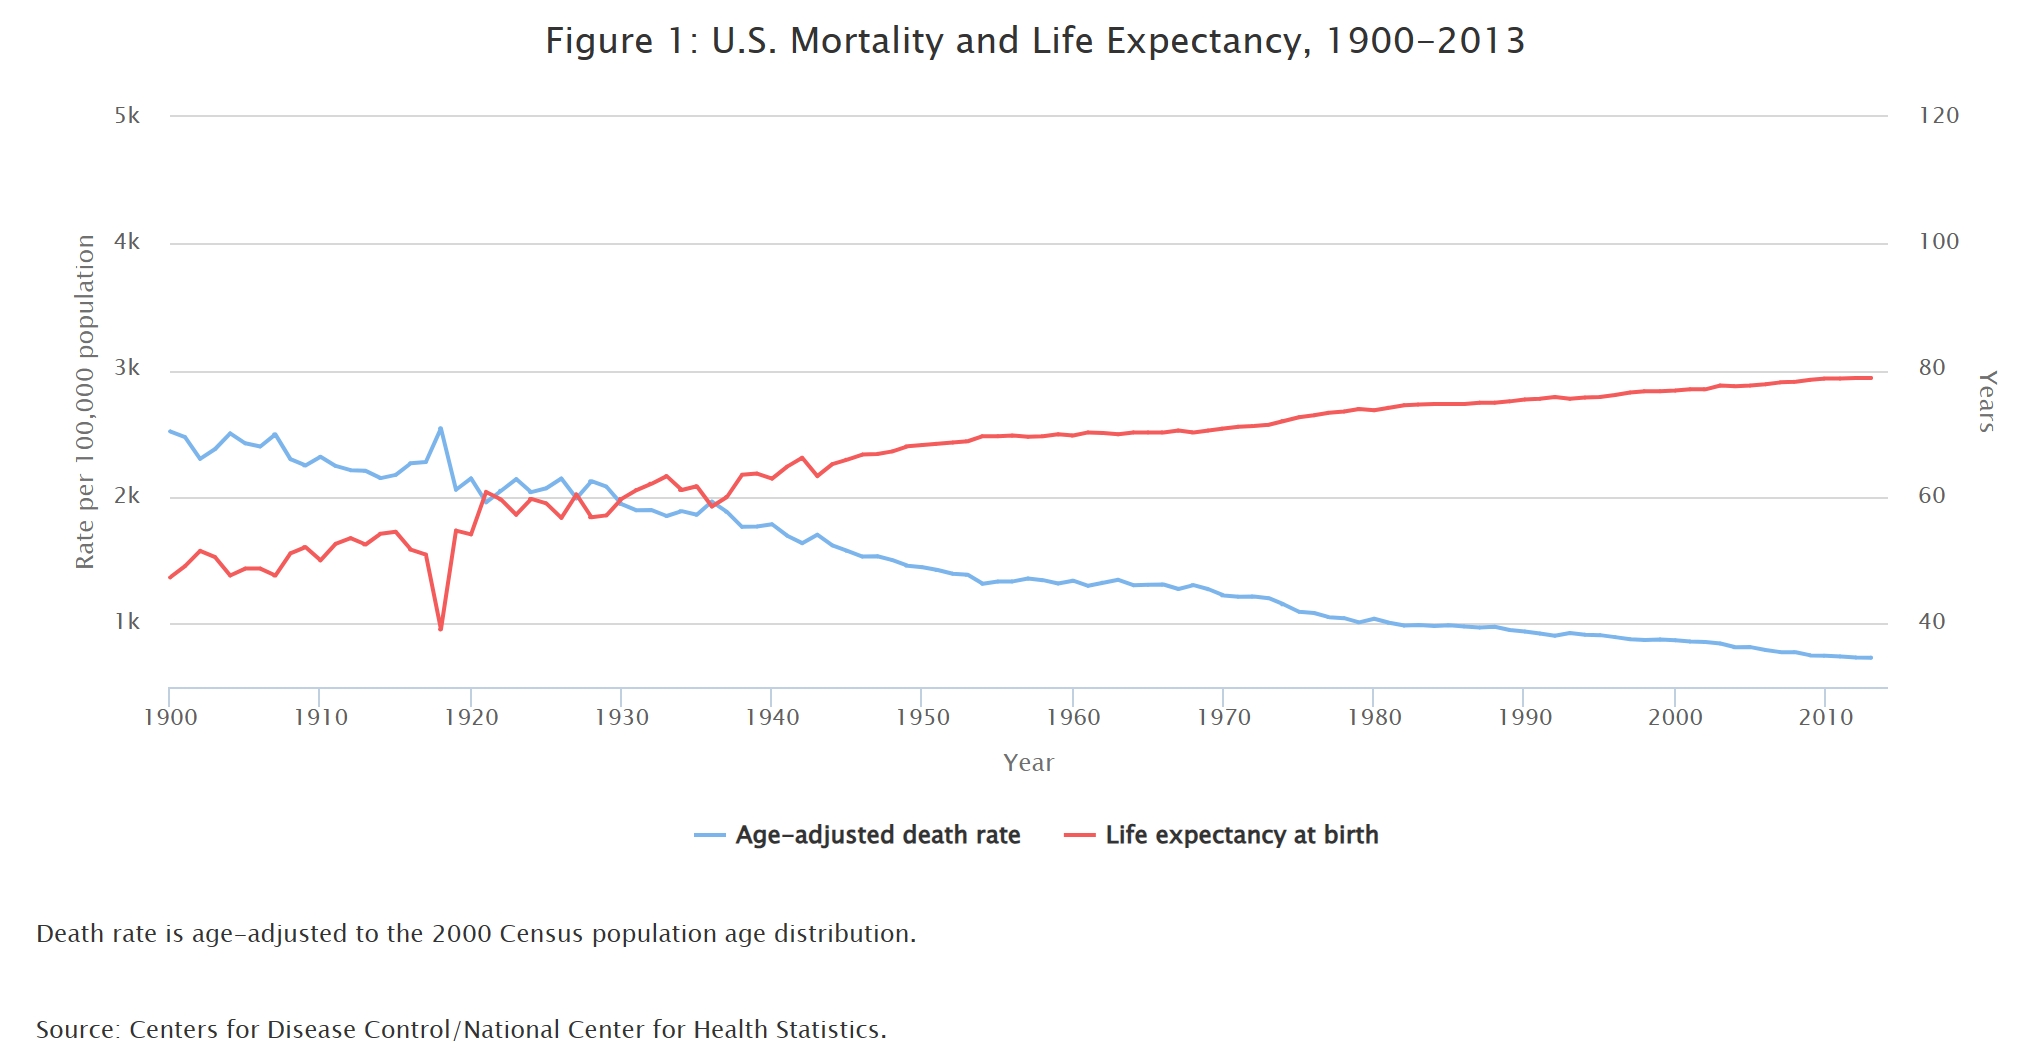 Figure 1: U.S. Mortality and Life Expectancy, 1900–2013
5k
4k
3k
2k
1k
Rate per 100,000 population
120
100
80
60
40
Years
1900 1910 1920 1930 1940 1950 1960 1970 1980 1990 2000 2010
Year
Age–adjusted death rate Life expectancy at birth
Death rate is age–adjusted to the 2000 Census population age distribution.
Source: Centers for Disease Control/National Center for Health Statistics.